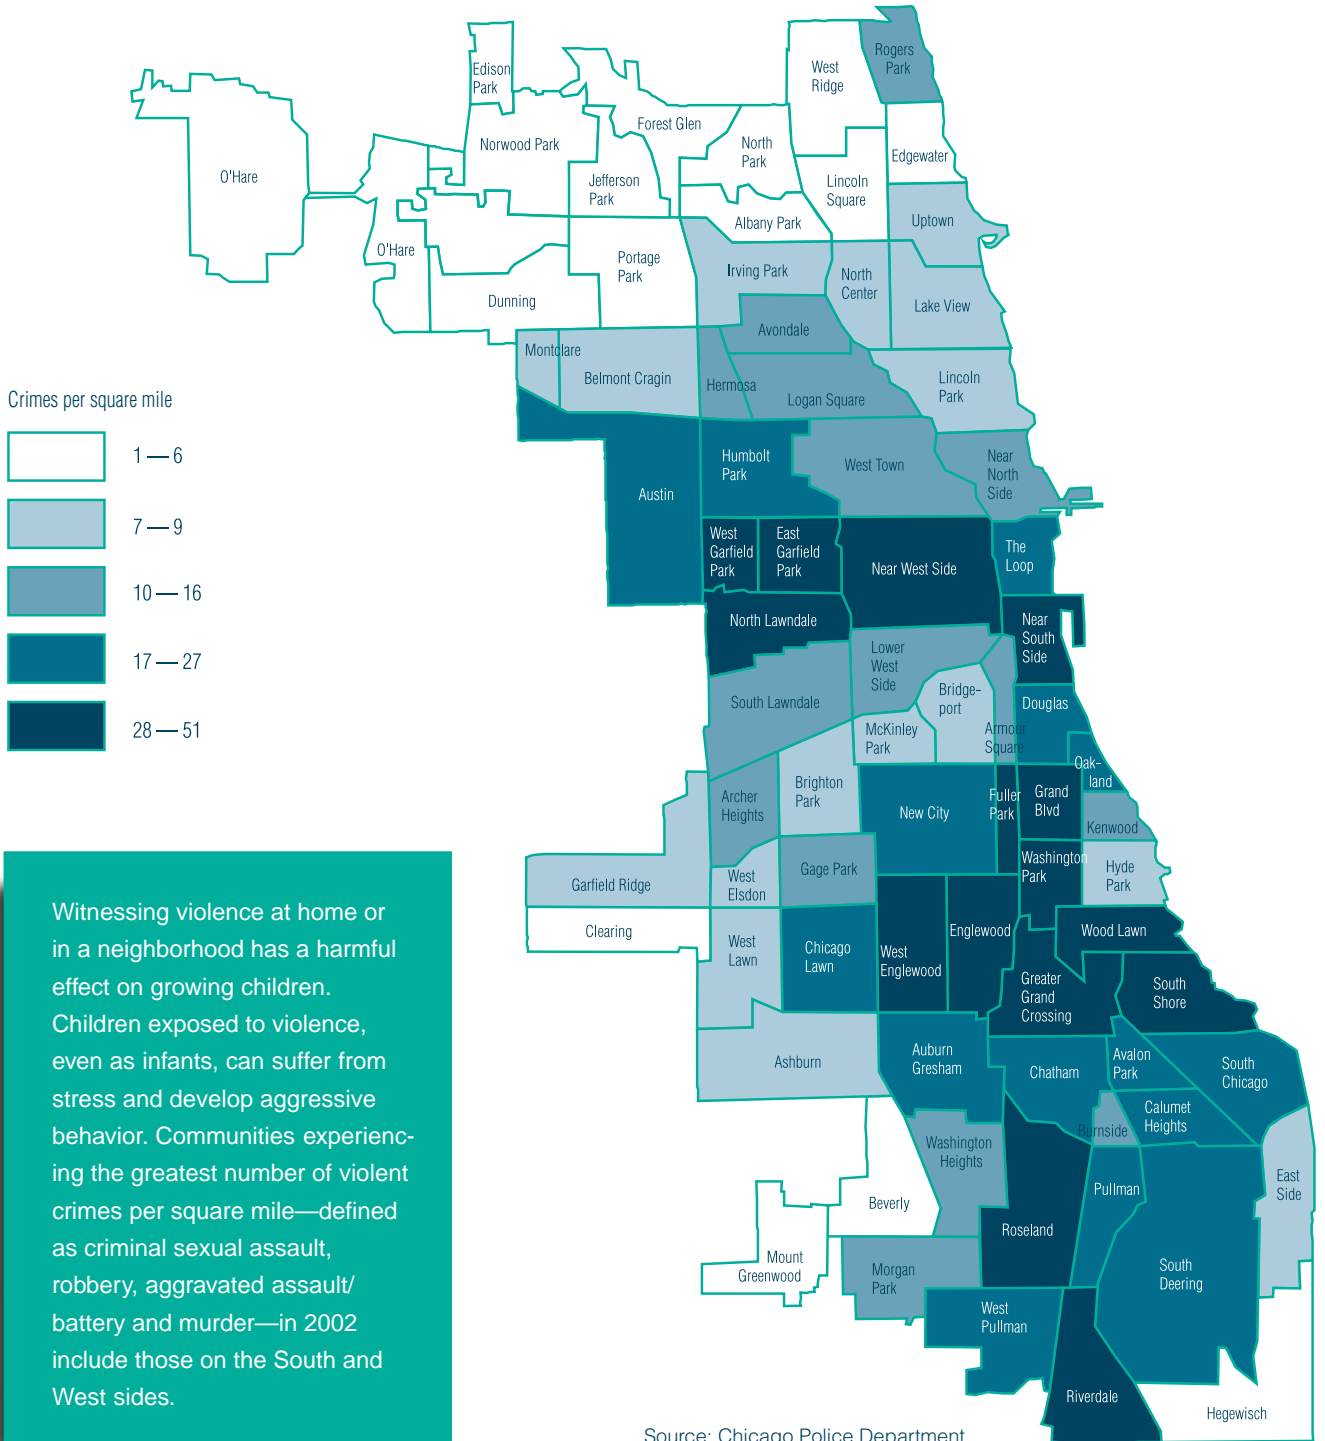 Edison
Park
West
Ridge
Rogers
Park
Forest Glen
Norwood Park
North
Park
Edgewater
O'Hare
Jefferson
Park
Lincoln
Square
Albany Park
Uptown
O'Hare
Portage
Park
Irving Park
North
Center
Dunning
Lake View
Avondale
Montclare
Belmont Cragin
Hermosa
Logan Square
Lincoln
Park
Crimes per square mile
1 — 6
7 — 9
10 — 16
17 — 27
28 — 51
Humbolt
Park
West Town
Near
North
Side
Austin
West
Garfield
Park
East
Garfield
Park
Near West Side
The
Loop
North Lawndale
Near
South
Side
Lower
West
Side
South Lawndale
Bridge–
port
Douglas
McKinley
Park
Armour
Square
Oak–
land
Archer
Heights
Brighton
Park
New City
Fuller
Park
Grand
Blvd
Kenwood
Garfield Ridge
West
Elsdon
Gage Park
Washington
Park
Hyde
Park
Clearing
West
Lawn
Chicago
Lawn
West
Englewood
Englewood
Wood Lawn
Greater
Grand
Crossing
South
Shore
Ashburn
Auburn
Gresham
Chatham
Avalon
Park
South
Chicago
Calumet
Heights
Burnside
Washington
Heights
Beverly
Pullman
East
Side
Roseland
Mount
Greenwood
Morgan
Park
South
Deering
West
Pullman
Riverdale
Hegewisch
Witnessing violence at home or
in a neighborhood has a harmful
effect on growing children.
Children exposed to violence,
even as infants, can suffer from
stress and develop aggressive
behavior. Communities experienc-
ing the greatest number of violent
crimes per square mile—defined
as criminal sexual assault,
robbery, aggravated assault/
battery and murder—in 2002
include those on the South and
West sides.
Source: Chicago Police Department